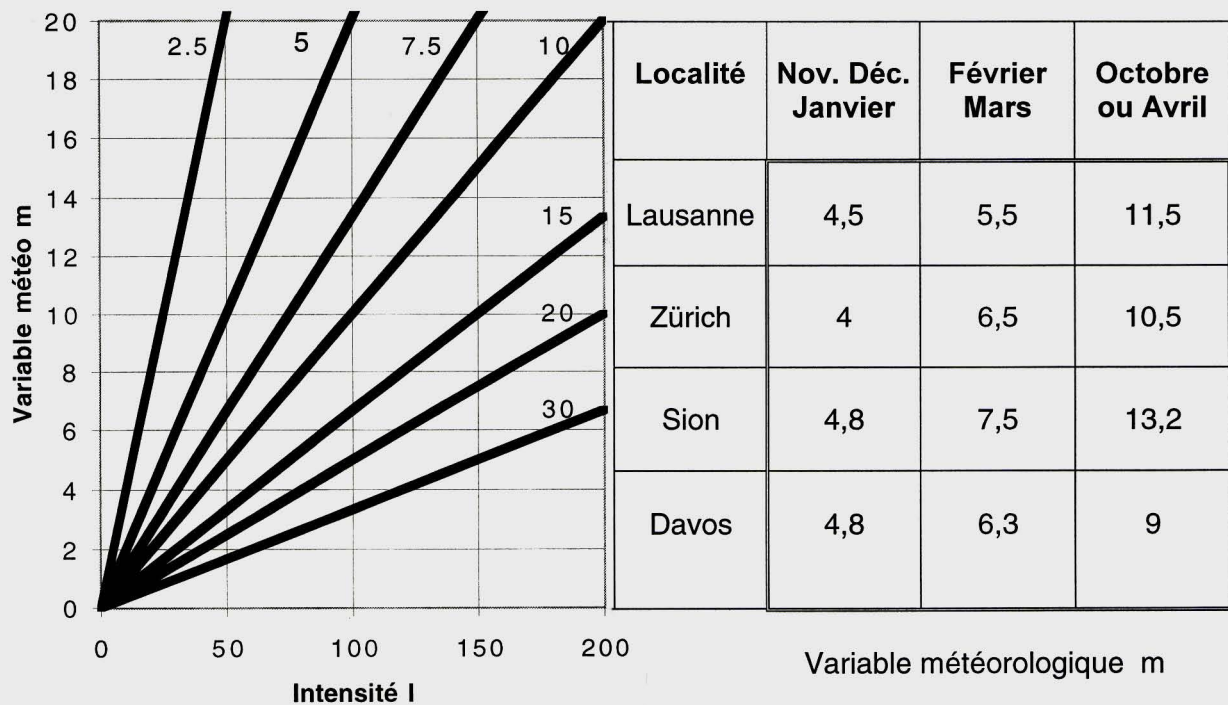 20
18
16
14
12
10
8
6
4
2
0
Variable météo m
2.5
5
7.5
10
15
20
30
0 50 100 150 200
Intensité I
Localité Nov. Déc. Janvier Février Mars Octobre ou Avril
Lausanne 4,5 5,5 11,5
Zürich 4 6,5 10,5
Sion 4,8 7,5 13,2
Davos 4,8 6,3 9
Variable météorologique m